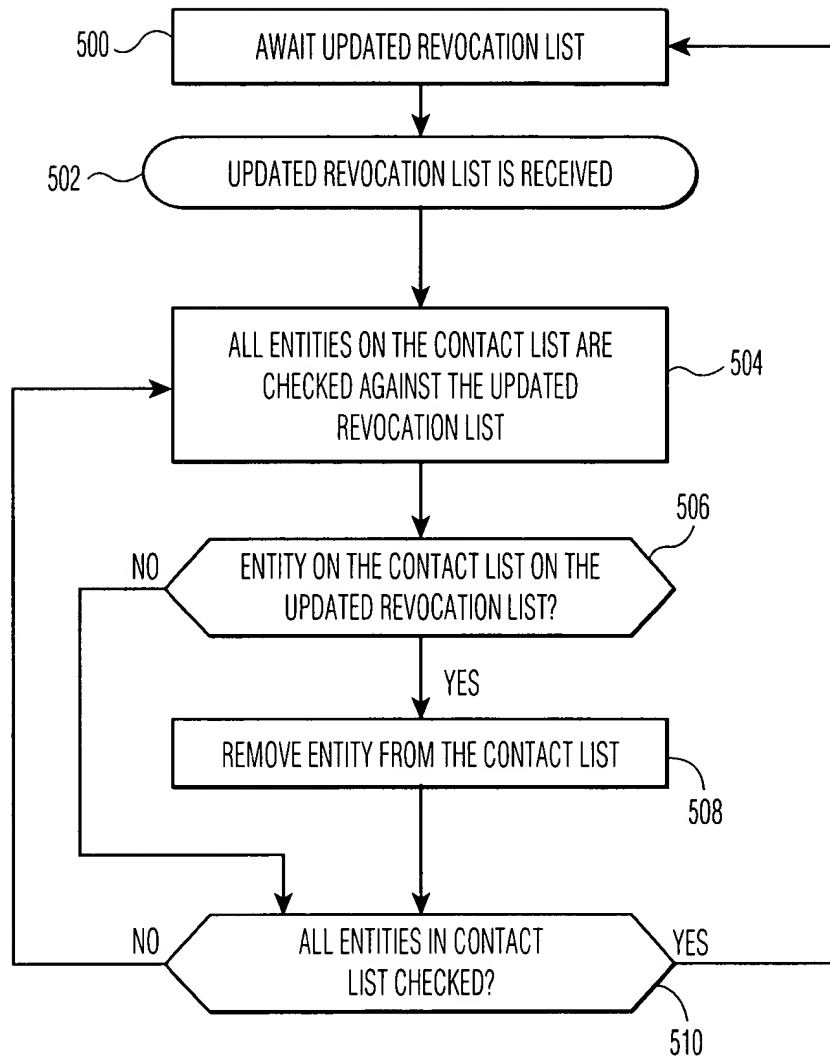 500
AWAIT UPDATED REVOCATION LIST
502
UPDATED REVOCATION LIST IS RECEIVED
ALL ENTITIES ON THE CONTACT LIST ARE
CHECKED AGAINST THE UPDATED
REVOCATION LIST
504
506
NO
ENTITY ON THE CONTACT LIST ON THE
UPDATED REVOCATION LIST?
YES
REMOVE ENTITY FROM THE CONTACT LIST
508
NO
ALL ENTITIES IN CONTACT
LIST CHECKED?
YES
510